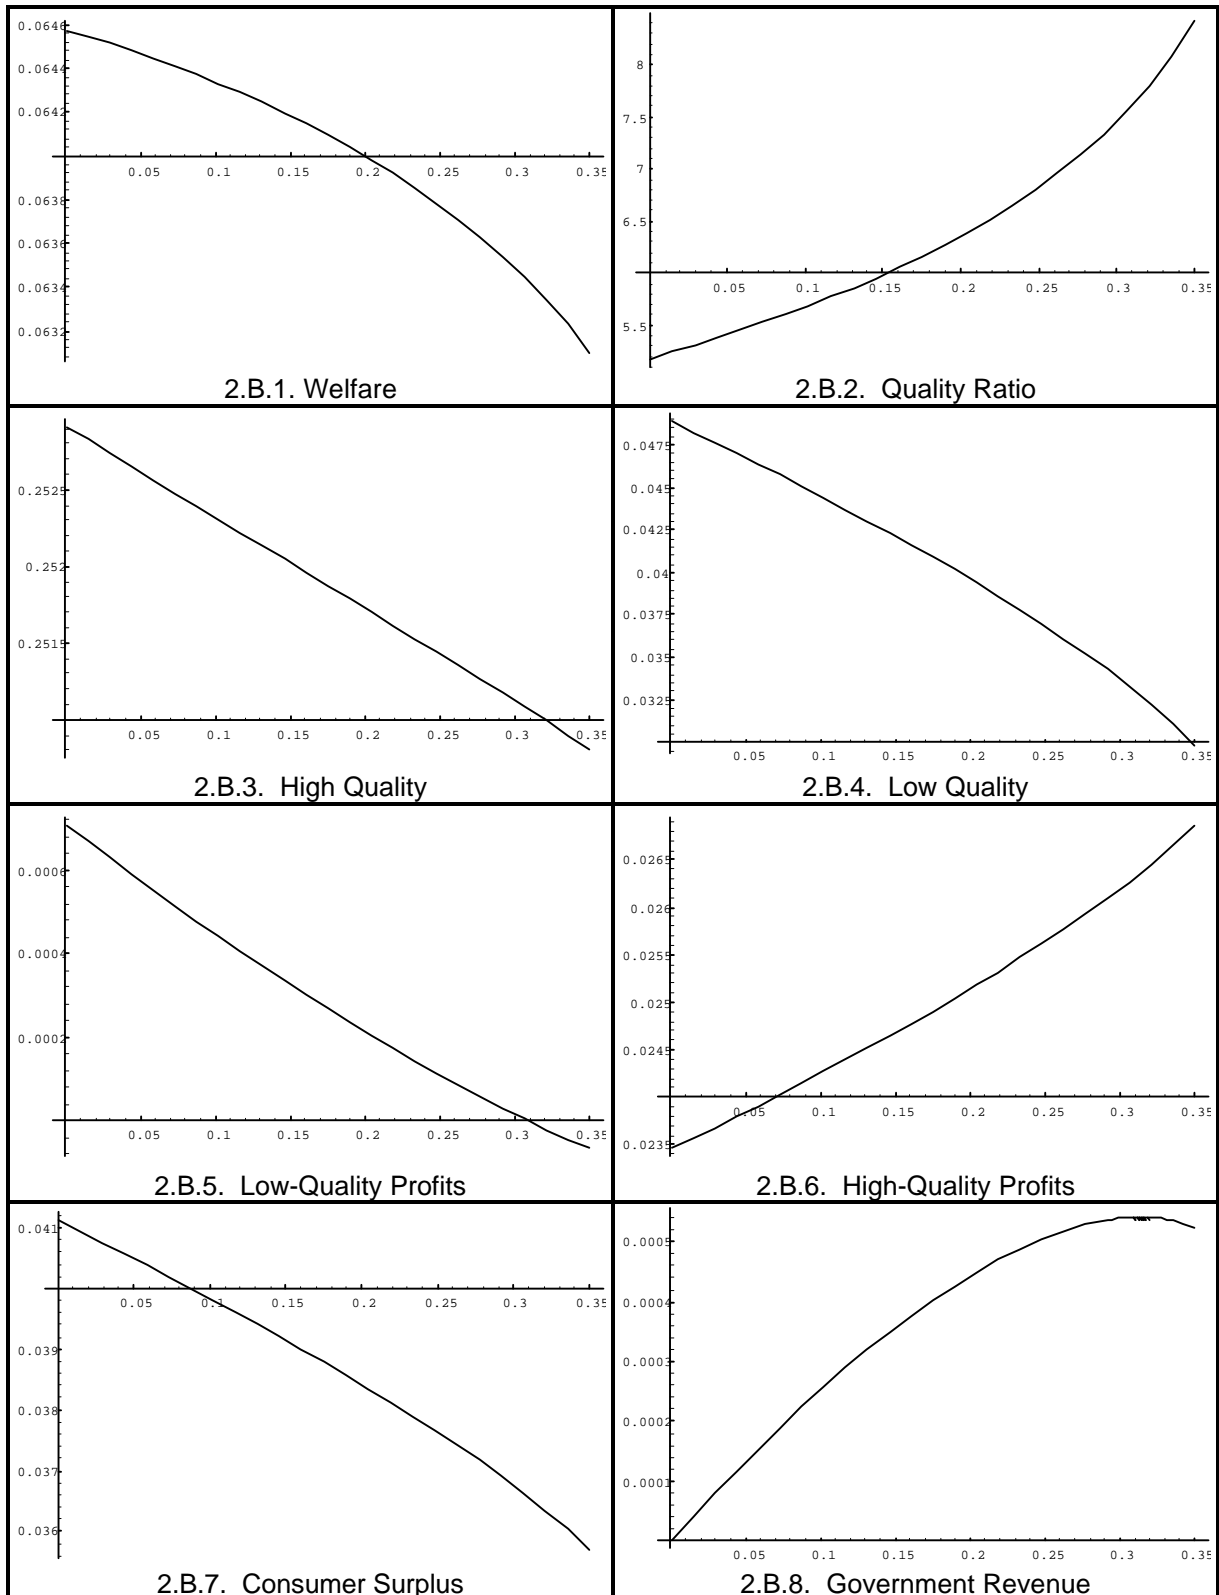 0.0646
0.0644
0.0642
0.05 0.1 0.15 0.2 0.25 0.3 0.35
0.0638
0.0636
0.0634
0.0632
2.B.1. Welfare
8
7.5
7
6.5
0.05 0.1 0.15 0.2 0.25 0.3 0.35
5.5
2.B.2. Quality Ratio
0.2525
0.252
0.2515
0.05 0.1 0.15 0.2 0.25 0.3 0.35
2.B.3. High Quality
0.0475
0.045
0.0425
0.04
0.0375
0.035
0.0325
0.05 0.1 0.15 0.2 0.25 0.3 0.35
2.B.4. Low Quality
0.0006
0.0004
0.0002
0.05 0.1 0.15 0.2 0.25 0.3 0.35
2.B.5. Low-Quality Profits
0.0265
0.026
0.0255
0.025
0.0245
0.05 0.1 0.15 0.2 0.25 0.3 0.35
0.0235
2.B.6. High-Quality Profits
0.041
0.05 0.1 0.15 0.2 0.25 0.3 0.35
0.039
0.038
0.037
0.036
2.B.7. Consumer Surplus
0.0005
0.0004
0.0003
0.0002
0.0001
0.05 0.1 0.15 0.2 0.25 0.3 0.35
2.B.8. Government Revenue